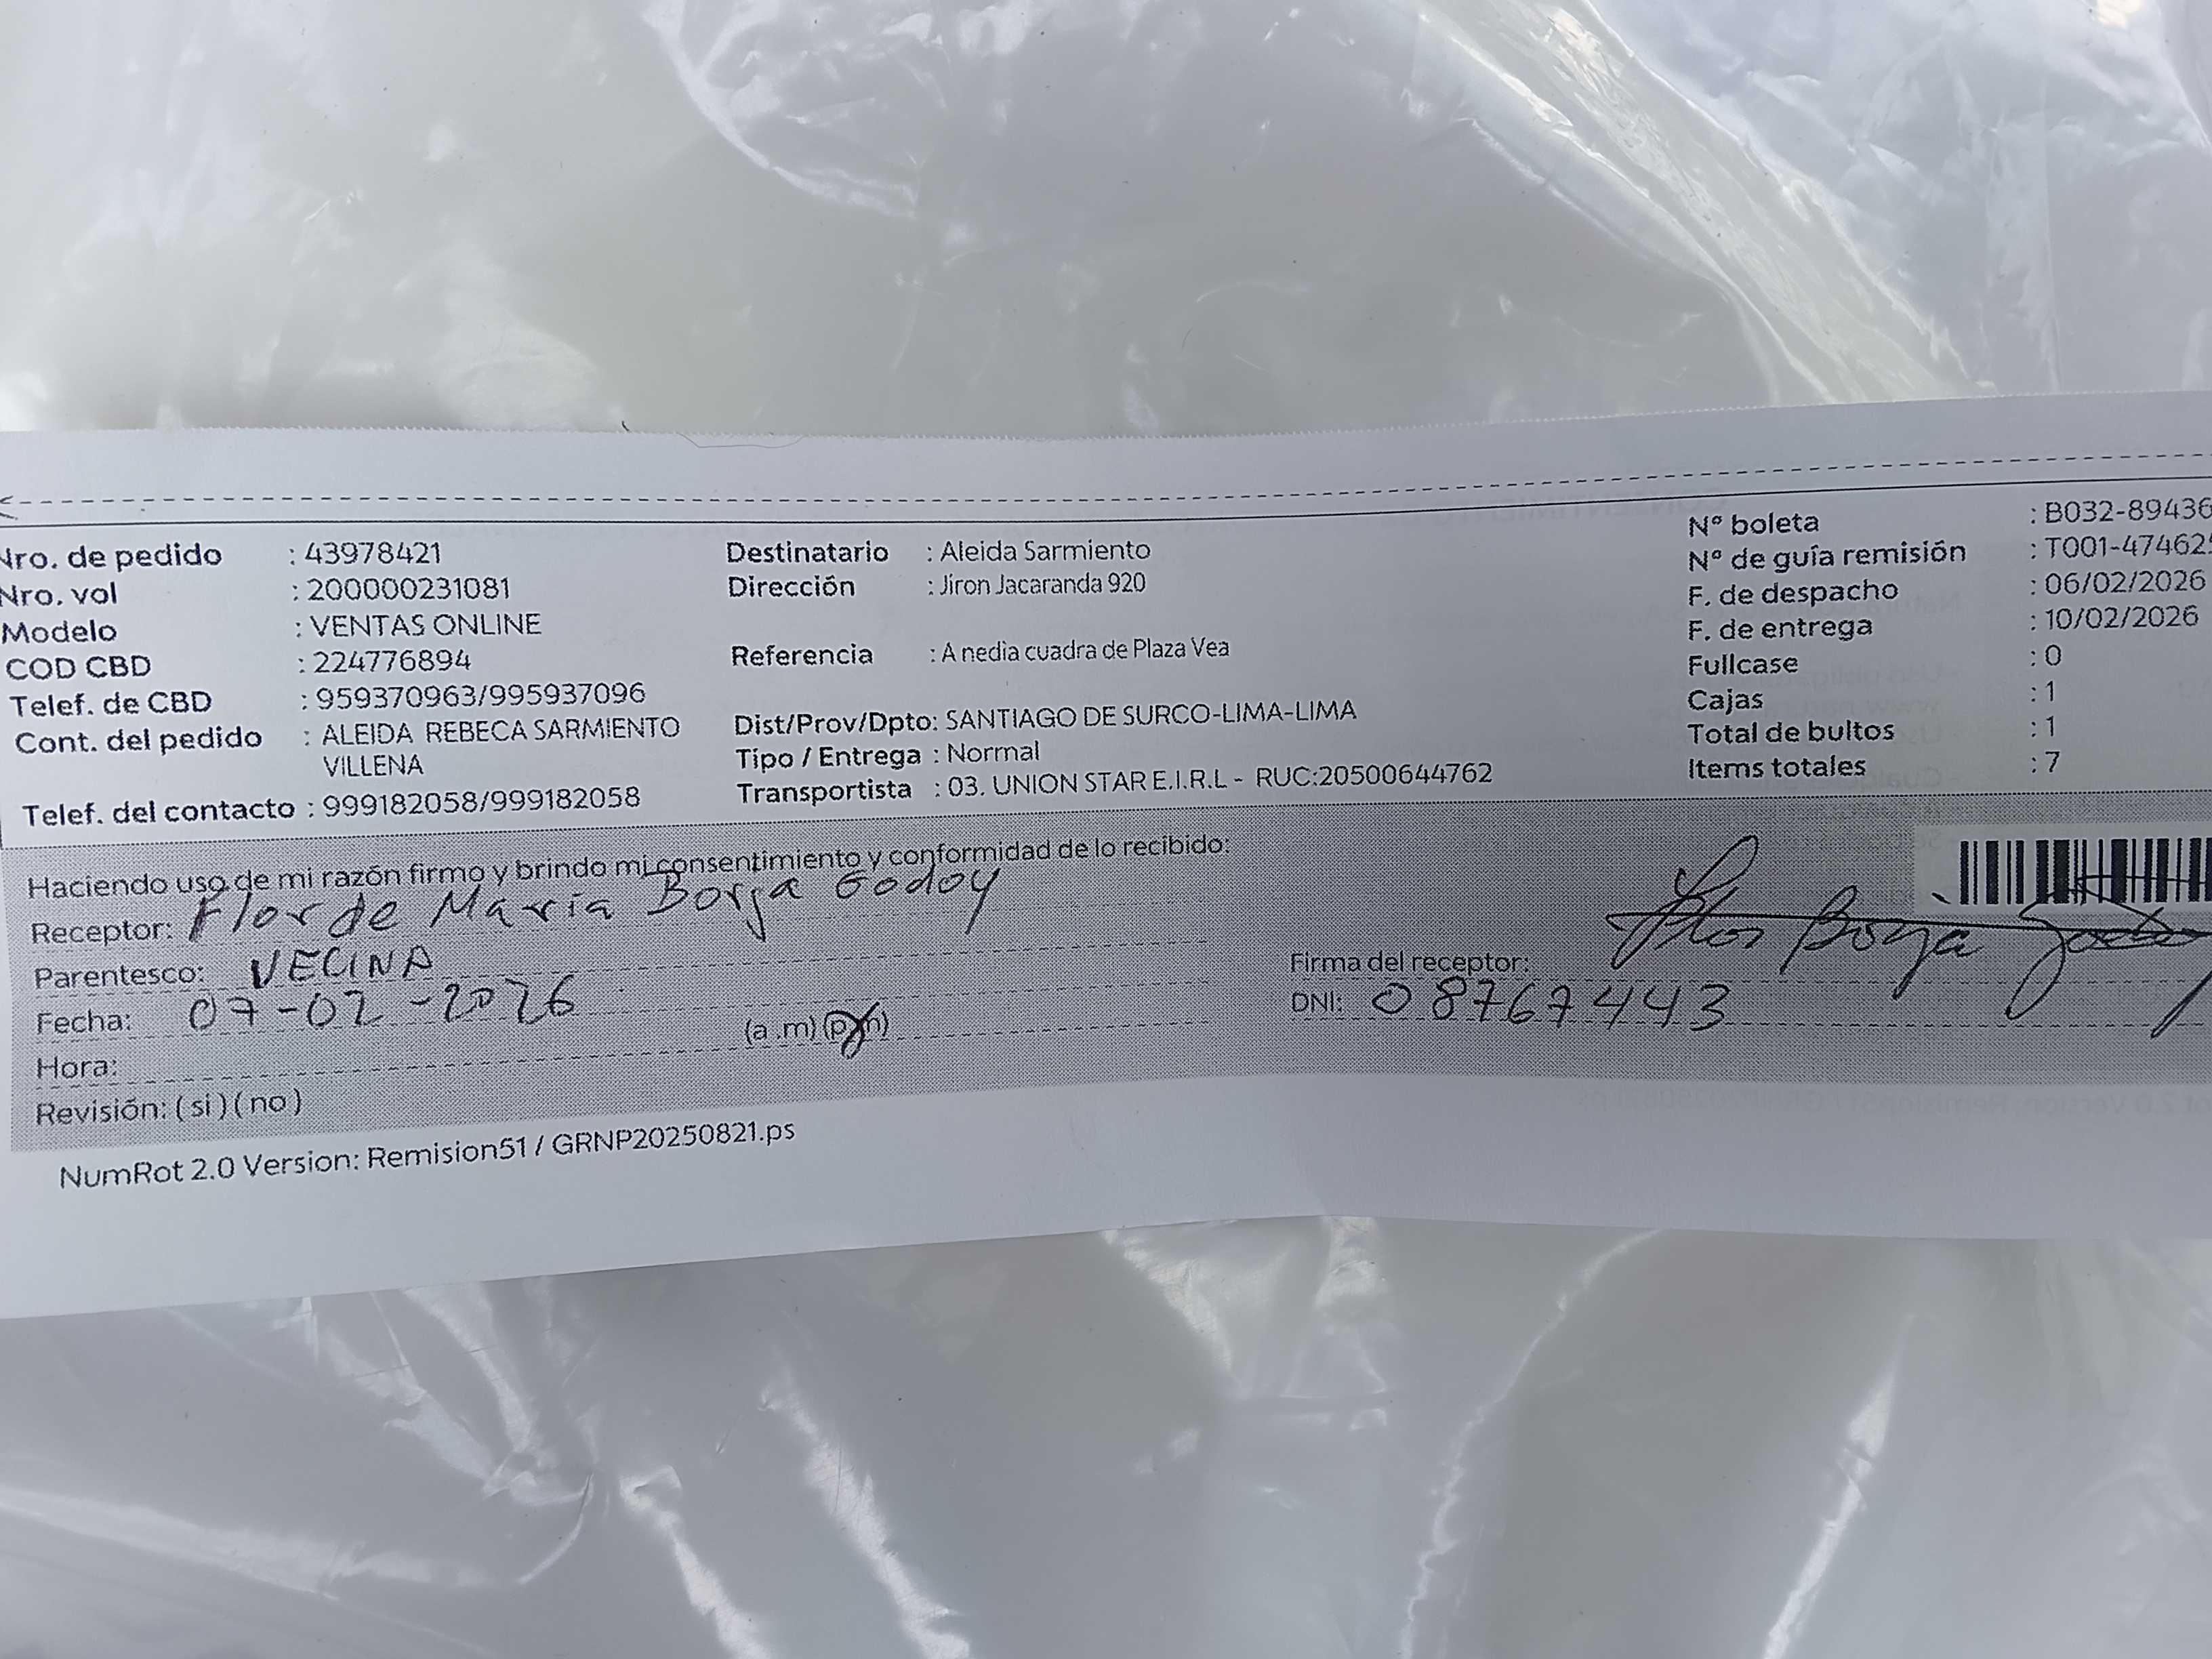 Nro. de pedido : 43978421
Nro. vol : 200000231081
Modelo : VENTAS ONLINE
COD CBD : 224776894
Telef. de CBD : 959370963/995937096
Cont. del pedido : ALEIDA REBECA SARMIENTO
VILLENA
Telef. del contacto : 999182058/999182058
Destinatario : Aleida Sarmiento
Dirección : Jiron Jacaranda 920
Referencia : A nedia cuadra de Plaza Vea
Dist/Prov/Dpto: SANTIAGO DE SURCO-LIMA-LIMA
Tipo / Entrega : Normal
Transportista : 03. UNION STAR E.I.R.L - RUC:20500644762
Nº boleta : B032-89436
Nº de guía remisión : T001-47462
F. de despacho : 06/02/2026
F. de entrega : 10/02/2026
Fullcase : 0
Cajas : 1
Total de bultos : 1
Items totales : 7
Haciendo uso de mi razón firmo y brindo mi consentimiento y conformidad de lo recibido:
Receptor: Flor de María Borja Godoy
Parentesco: VECINA
Fecha: 07-02-2026
(a.m) (p.m)
Hora:
Revisión: (si) (no)
Firma del receptor: Flor Borja Godoy
DNI: 08767443
NumRot 2.0 Version: Remision51 / GRNP20250821.ps